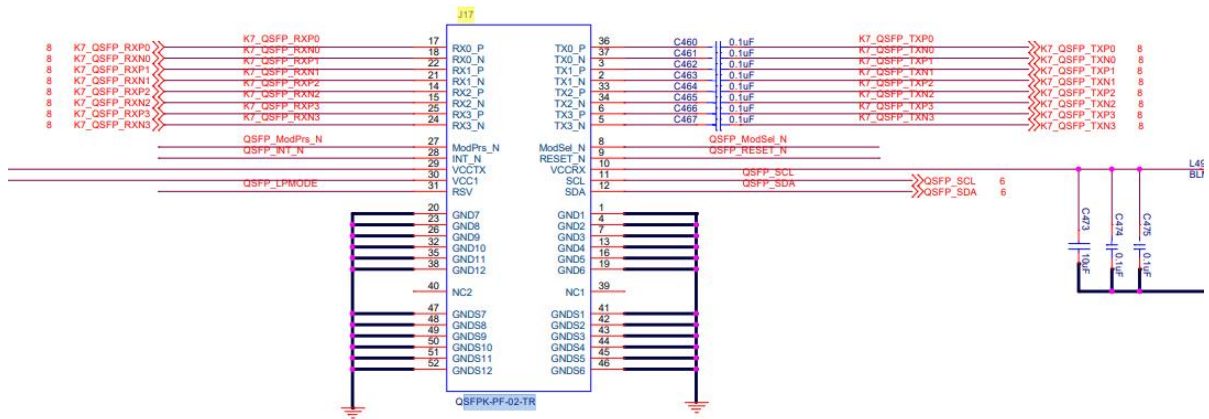 J17
8 K7_QSFP_RXP0 K7_QSFP_RXP0 17 RX0_P TX0_P 36 C460 0.1uF K7_QSFP_TXP0 K7_QSFP_TXP0 8
8 K7_QSFP_RXN0 K7_QSFP_RXN0 18 RX0_N TX0_N 37 C461 0.1uF K7_QSFP_TXN0 K7_QSFP_TXN0 8
8 K7_QSFP_RXP1 K7_QSFP_RXP1 22 RX1_P TX1_P 3 C462 0.1uF K7_QSFP_TXP1 K7_QSFP_TXP1 8
8 K7_QSFP_RXN1 K7_QSFP_RXN1 21 RX1_N TX1_N 2 C463 0.1uF K7_QSFP_TXN1 K7_QSFP_TXN1 8
8 K7_QSFP_RXP2 K7_QSFP_RXP2 14 RX2_P TX2_P 33 C464 0.1uF K7_QSFP_TXP2 K7_QSFP_TXP2 8
8 K7_QSFP_RXN2 K7_QSFP_RXN2 15 RX2_N TX2_N 34 C465 0.1uF K7_QSFP_TXN2 K7_QSFP_TXN2 8
8 K7_QSFP_RXP3 K7_QSFP_RXP3 25 RX3_P TX3_P 6 C466 0.1uF K7_QSFP_TXP3 K7_QSFP_TXP3 8
8 K7_QSFP_RXN3 K7_QSFP_RXN3 24 RX3_N TX3_N 5 C467 0.1uF K7_QSFP_TXN3 K7_QSFP_TXN3 8
QSFP_ModPrs_N 27 ModPrs_N ModSel_N 8 QSFP_ModSel_N
QSFP_INT_N 28 INT_N RESET_N 9 QSFP_RESET_N
29 VCCTX VCCRX 10 L49
30 VCC1 SCL 11 QSFP_SCL QSFP_SCL 6
QSFP_LPMODE 31 RSV SDA 12 QSFP_SDA QSFP_SDA 6
20 GND7 GND1 1
23 GND8 GND2 4
26 GND9 GND3 7
32 GND10 GND4 13
35 GND11 GND5 16
38 GND12 GND6 19
C473 10uF
C474 0.1uF
C475 0.1uF
40 NC2 NC1 39
47 GNDS7 GNDS1 41
48 GNDS8 GNDS2 42
49 GNDS9 GNDS3 43
50 GNDS10 GNDS4 44
51 GNDS11 GNDS5 45
52 GNDS12 GNDS6 46
QSFPK-PF-02-TR